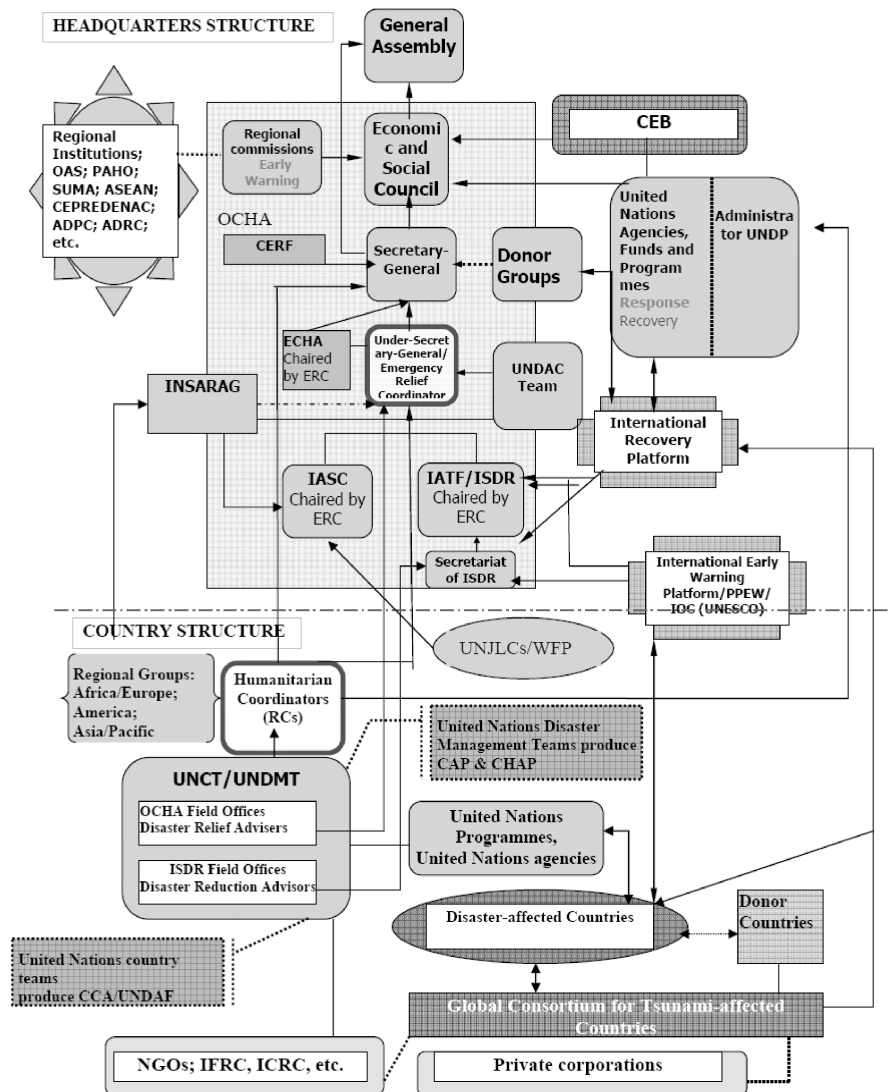 HEADQUARTERS STRUCTURE
General
Assembly
Regional
Institutions;
OAS; PAHO;
SUMA; ASEAN;
CEPREDENAC;
ADPC; ADRC;
etc.
Regional
commissions
Early
Warning
Economi
c and
Social
Council
CEB
United
Nations
Agencies,
Funds and
Program
mes
Response
Recovery
Administra
tor UNDP
OCHA
CERF
Secretary-
General
Donor
Groups
ECHA
Chaired
by ERC
Under-Secret
ary-General/
Emergency
Relief
Coordinator
UNDAC
Team
INSARAG
International
Recovery
Platform
IASC
Chaired by
ERC
IATF/ISDR
Chaired by
ERC
Secretariat
of ISDR
International Early
Warning
Platform/PPEW/
IOC (UNESCO)
COUNTRY STRUCTURE
UNJLCs/WFP
Regional Groups:
Africa/Europe;
America;
Asia/Pacific
Humanitarian
Coordinators
(RCs)
United Nations Disaster
Management Teams produce
CAP & CHAP
UNCT/UNDMT
OCHA Field Offices
Disaster Relief Advisers
ISDR Field Offices
Disaster Reduction Advisors
United Nations
Programmes,
United Nations agencies
Disaster-affected Countries
Donor
Countries
United Nations country
teams
produce CCA/UNDAF
Global Consortium for Tsunami-affected
Countries
NGOs; IFRC, ICRC, etc.
Private corporations